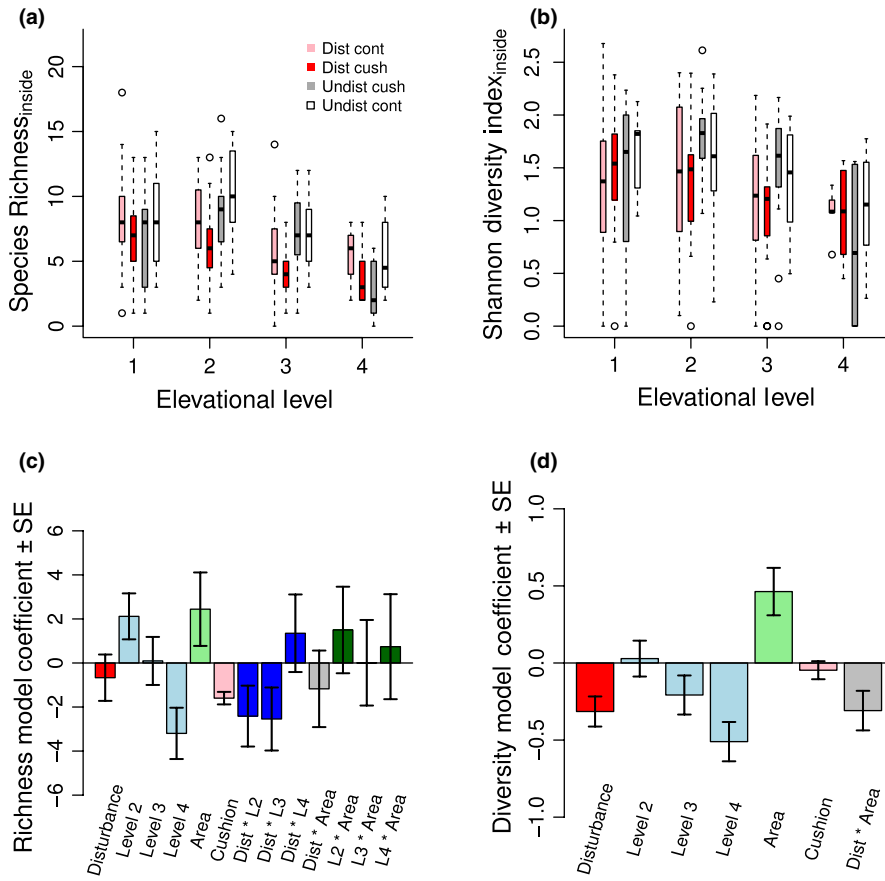 (a)
Species Richness inside
20
15
10
5
0
Dist cont
Dist cush
Undist cush
Undist cont
1 2 3 4
Elevational level
(b)
Shannon diversity index inside
2.5
2.0
1.5
1.0
0.5
0.0
1 2 3 4
Elevational level
(c)
Richness model coefficient ± SE
6
4
2
0
−2
−4
−6
Disturbance
Level 2
Level 3
Level 4
Area
Cushion
Dist * L2
Dist * L3
Dist * L4
Dist * Area
L2 * Area
L3 * Area
L4 * Area
(d)
Diversity model coefficient ± SE
1.0
0.5
0.0
−0.5
−1.0
Disturbance
Level 2
Level 3
Level 4
Area
Cushion
Dist * Area